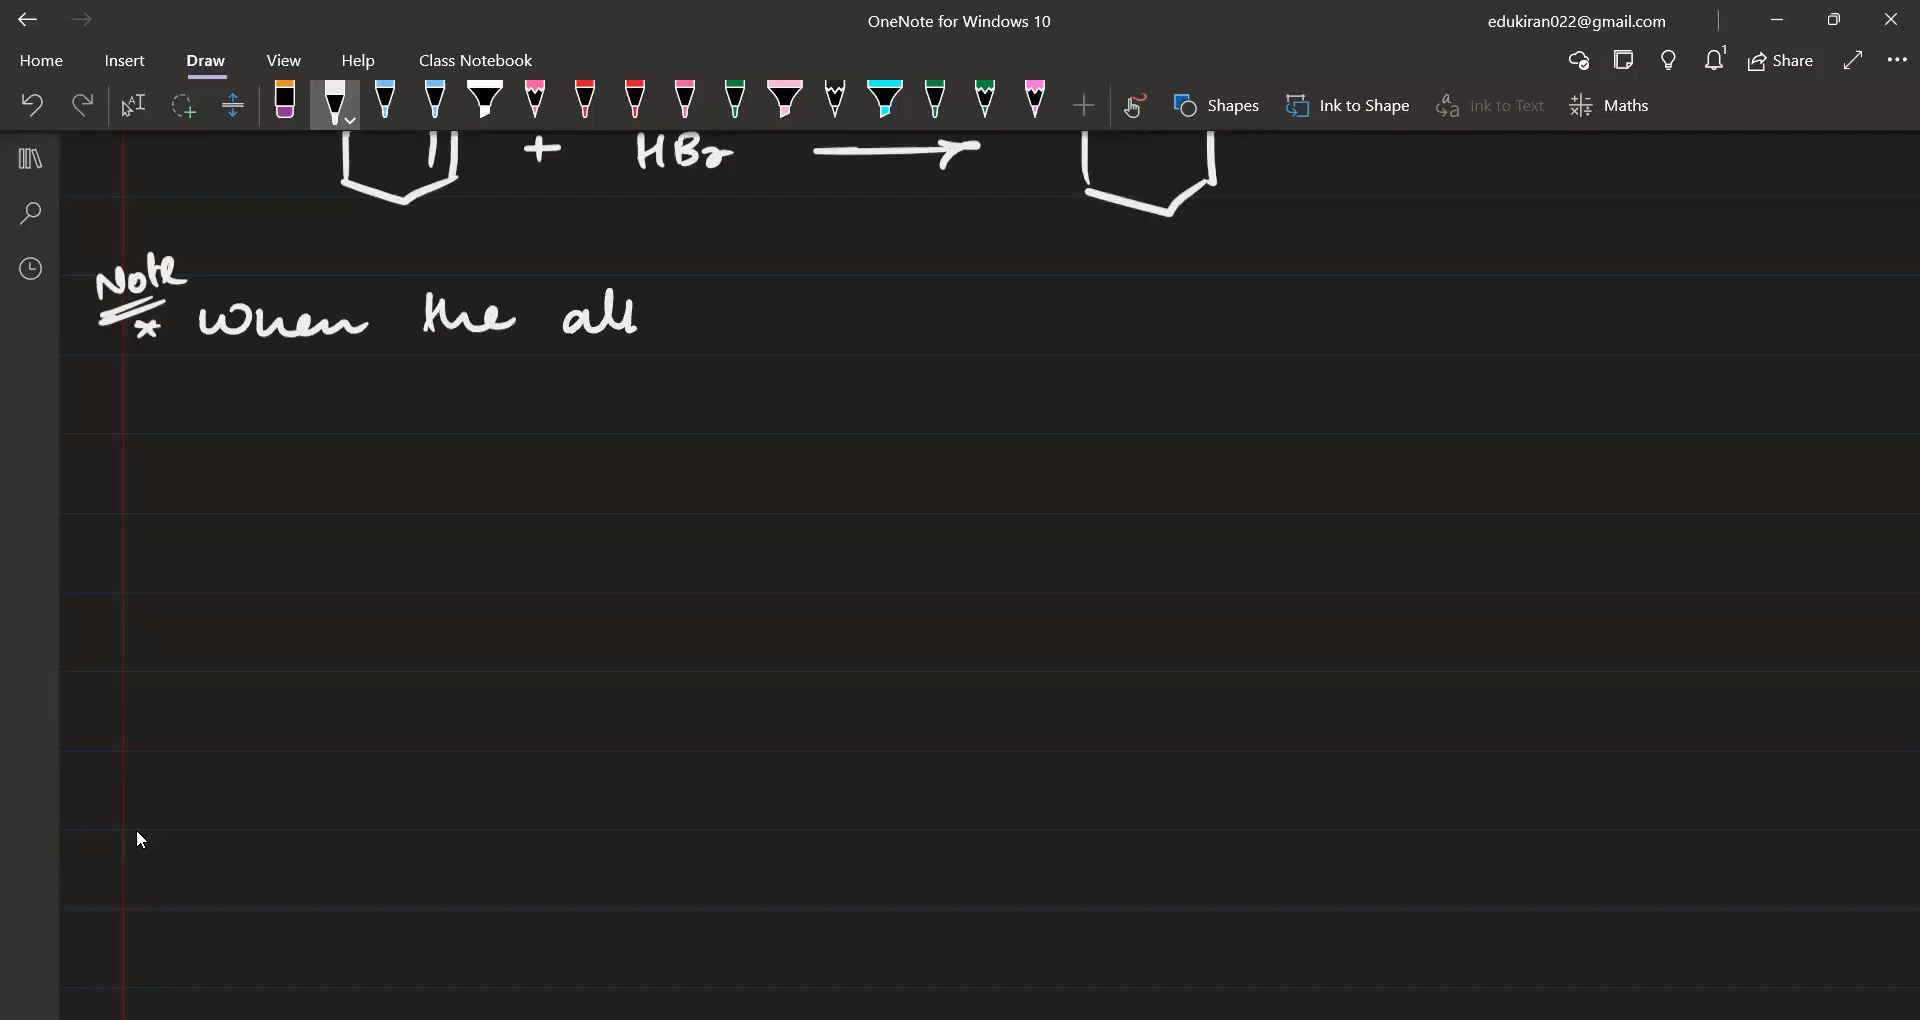 OneNote for Windows 10
edukiran022@gmail.com
Home Insert Draw View Help Class Notebook
1
Share
Shapes Ink to Shape Ink to Text Maths
+ HBr
Note
* when the